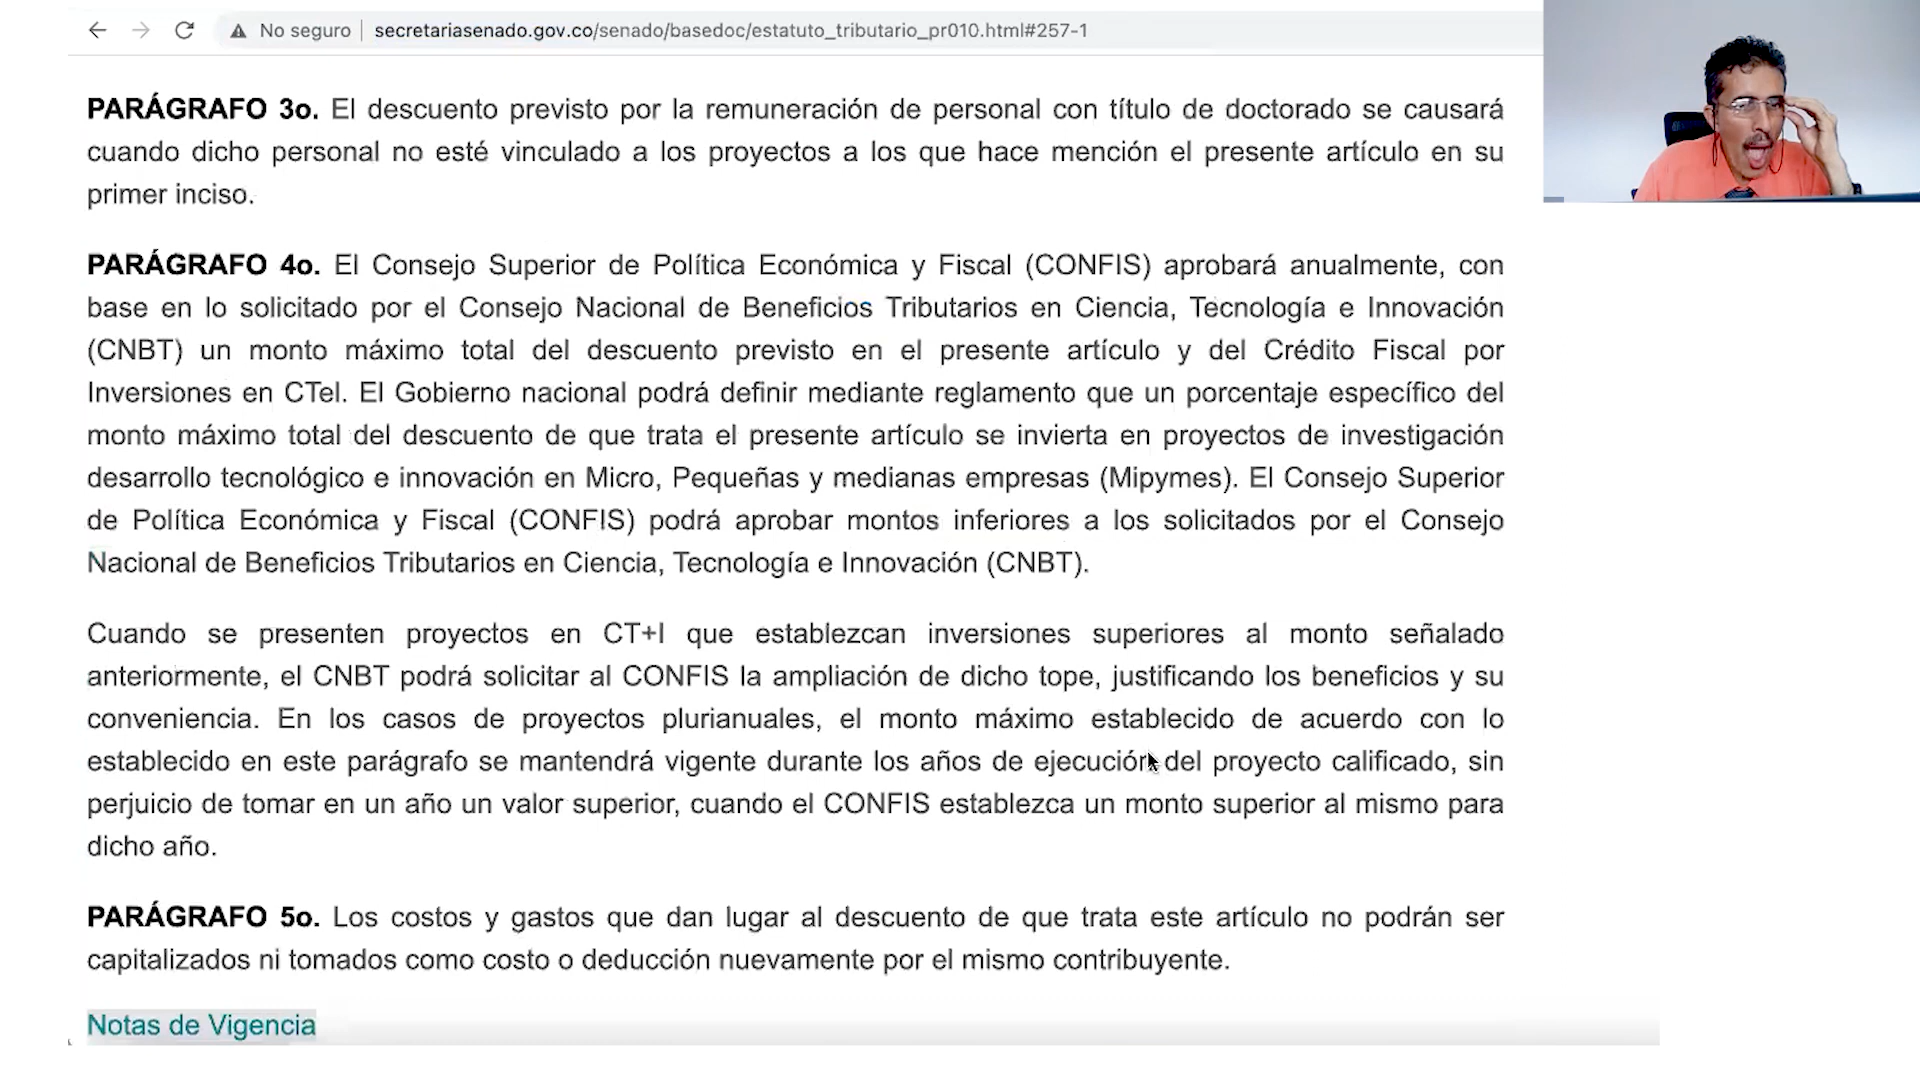 No seguro secretariasenado.gov.co/senado/basedoc/estatuto_tributario_pr010.html#257-1
PARÁGRAFO 3o. El descuento previsto por la remuneración de personal con título de doctorado se causará
cuando dicho personal no esté vinculado a los proyectos a los que hace mención el presente artículo en su
primer inciso.
PARÁGRAFO 4o. El Consejo Superior de Política Económica y Fiscal (CONFIS) aprobará anualmente, con
base en lo solicitado por el Consejo Nacional de Beneficios Tributarios en Ciencia, Tecnología e Innovación
(CNBT) un monto máximo total del descuento previsto en el presente artículo y del Crédito Fiscal por
Inversiones en CTel. El Gobierno nacional podrá definir mediante reglamento que un porcentaje específico del
monto máximo total del descuento de que trata el presente artículo se invierta en proyectos de investigación
desarrollo tecnológico e innovación en Micro, Pequeñas y medianas empresas (Mipymes). El Consejo Superior
de Política Económica y Fiscal (CONFIS) podrá aprobar montos inferiores a los solicitados por el Consejo
Nacional de Beneficios Tributarios en Ciencia, Tecnología e Innovación (CNBT).
Cuando se presenten proyectos en CT+I que establezcan inversiones superiores al monto señalado
anteriormente, el CNBT podrá solicitar al CONFIS la ampliación de dicho tope, justificando los beneficios y su
conveniencia. En los casos de proyectos plurianuales, el monto máximo establecido de acuerdo con lo
establecido en este parágrafo se mantendrá vigente durante los años de ejecución del proyecto calificado, sin
perjuicio de tomar en un año un valor superior, cuando el CONFIS establezca un monto superior al mismo para
dicho año.
PARÁGRAFO 5o. Los costos y gastos que dan lugar al descuento de que trata este artículo no podrán ser
capitalizados ni tomados como costo o deducción nuevamente por el mismo contribuyente.
Notas de Vigencia